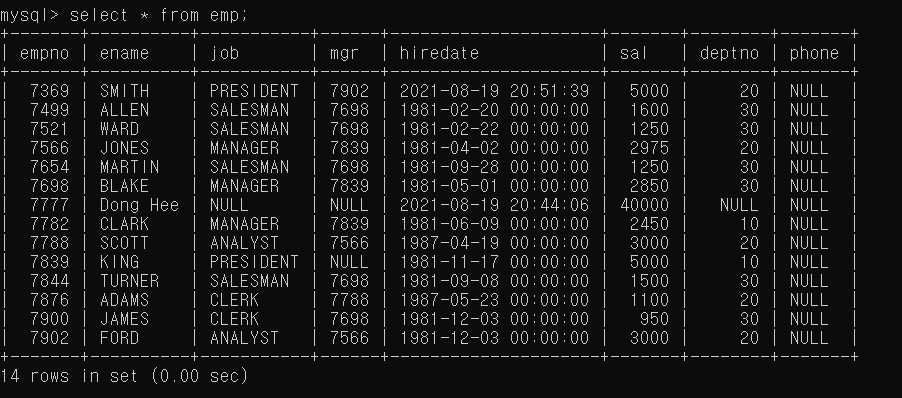 mysql> select * from emp;
+-------+----------+-----------+------+---------------------+-------+--------+-------+
| empno | ename    | job       | mgr  | hiredate            | sal   | deptno | phone |
+-------+----------+-----------+------+---------------------+-------+--------+-------+
|  7369 | SMITH    | PRESIDENT | 7902 | 2021-08-19 20:51:39 |  5000 |     20 | NULL  |
|  7499 | ALLEN    | SALESMAN  | 7698 | 1981-02-20 00:00:00 |  1600 |     30 | NULL  |
|  7521 | WARD     | SALESMAN  | 7698 | 1981-02-22 00:00:00 |  1250 |     30 | NULL  |
|  7566 | JONES    | MANAGER   | 7839 | 1981-04-02 00:00:00 |  2975 |     20 | NULL  |
|  7654 | MARTIN   | SALESMAN  | 7698 | 1981-09-28 00:00:00 |  1250 |     30 | NULL  |
|  7698 | BLAKE    | MANAGER   | 7839 | 1981-05-01 00:00:00 |  2850 |     30 | NULL  |
|  7777 | Dong Hee | NULL      | NULL | 2021-08-19 20:44:06 | 40000 |   NULL | NULL  |
|  7782 | CLARK    | MANAGER   | 7839 | 1981-06-09 00:00:00 |  2450 |     10 | NULL  |
|  7788 | SCOTT    | ANALYST   | 7566 | 1987-04-19 00:00:00 |  3000 |     20 | NULL  |
|  7839 | KING     | PRESIDENT | NULL | 1981-11-17 00:00:00 |  5000 |     10 | NULL  |
|  7844 | TURNER   | SALESMAN  | 7698 | 1981-09-08 00:00:00 |  1500 |     30 | NULL  |
|  7876 | ADAMS    | CLERK     | 7788 | 1987-05-23 00:00:00 |  1100 |     20 | NULL  |
|  7900 | JAMES    | CLERK     | 7698 | 1981-12-03 00:00:00 |   950 |     30 | NULL  |
|  7902 | FORD     | ANALYST   | 7566 | 1981-12-03 00:00:00 |  3000 |     20 | NULL  |
+-------+----------+-----------+------+---------------------+-------+--------+-------+
14 rows in set (0.00 sec)